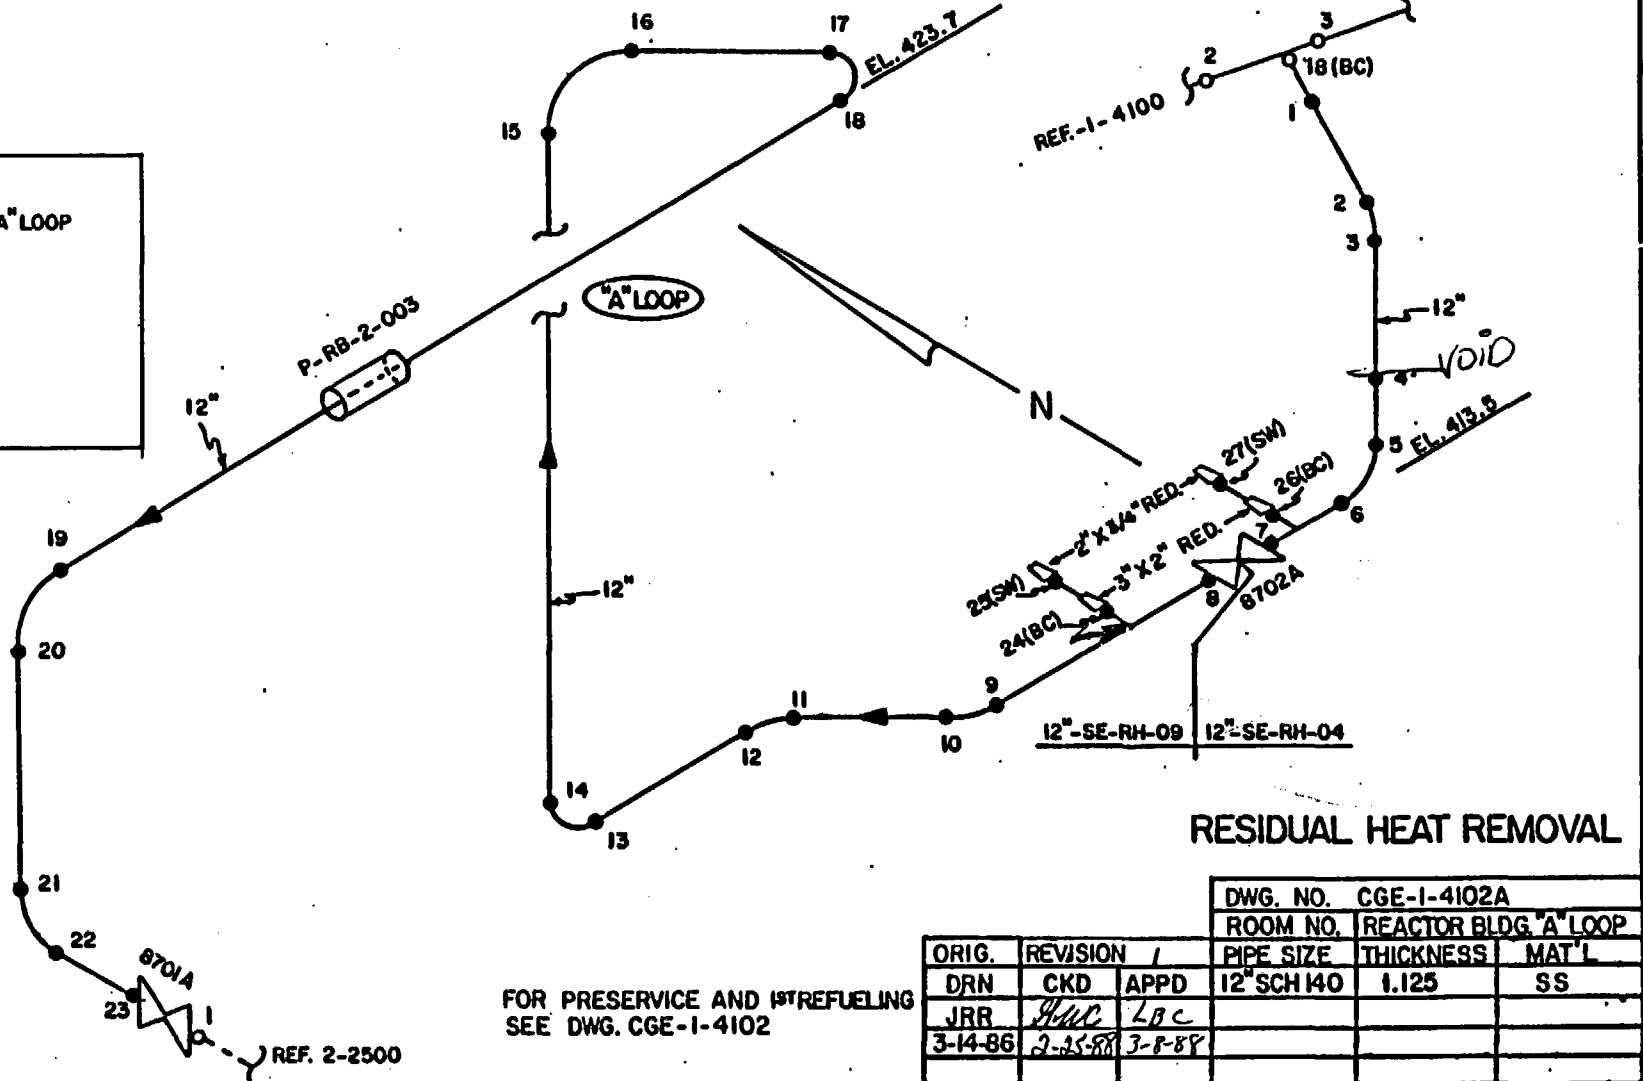 16
17
EL. 423.7
18
15
"A" LOOP
3
2
18(BC)
1
REF.-1-4100
2
3
12"
VOID
4
5
EL. 413.5
6
"A" LOOP
P-RB-2-003
12"
N
27(SW)
26(BC)
2" X 3/4" RED.
3" X 2" RED.
7
25(SW)
24(BC)
8
8702A
19
20
12"
9
11
10
12
12"-SE-RH-09
12"-SE-RH-04
14
13
21
22
8701A
23
1
REF. 2-2500
RESIDUAL HEAT REMOVAL
FOR PRESERVICE AND 1ST REFUELING
SEE DWG. CGE-1-4102
DWG. NO. CGE-1-4102A
ROOM NO. REACTOR BLDG. "A" LOOP
ORIG. REVISION 1 PIPE SIZE THICKNESS MAT'L
DRN CKD APPD 12" SCH 140 1.125 SS
JRR LBC
3-14-86 2-25-88 3-8-88